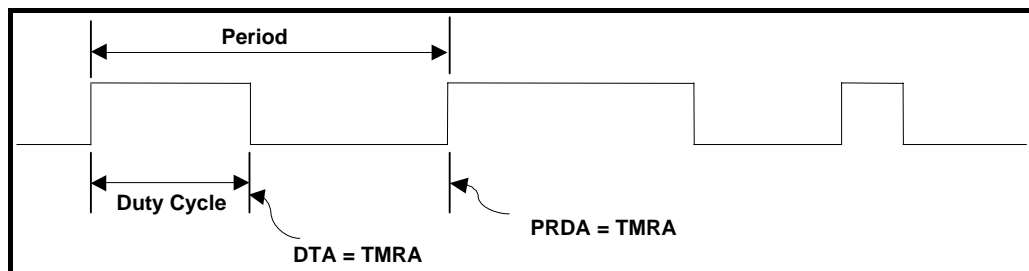 Period
Duty Cycle
PRDA = TMRA
DTA = TMRA